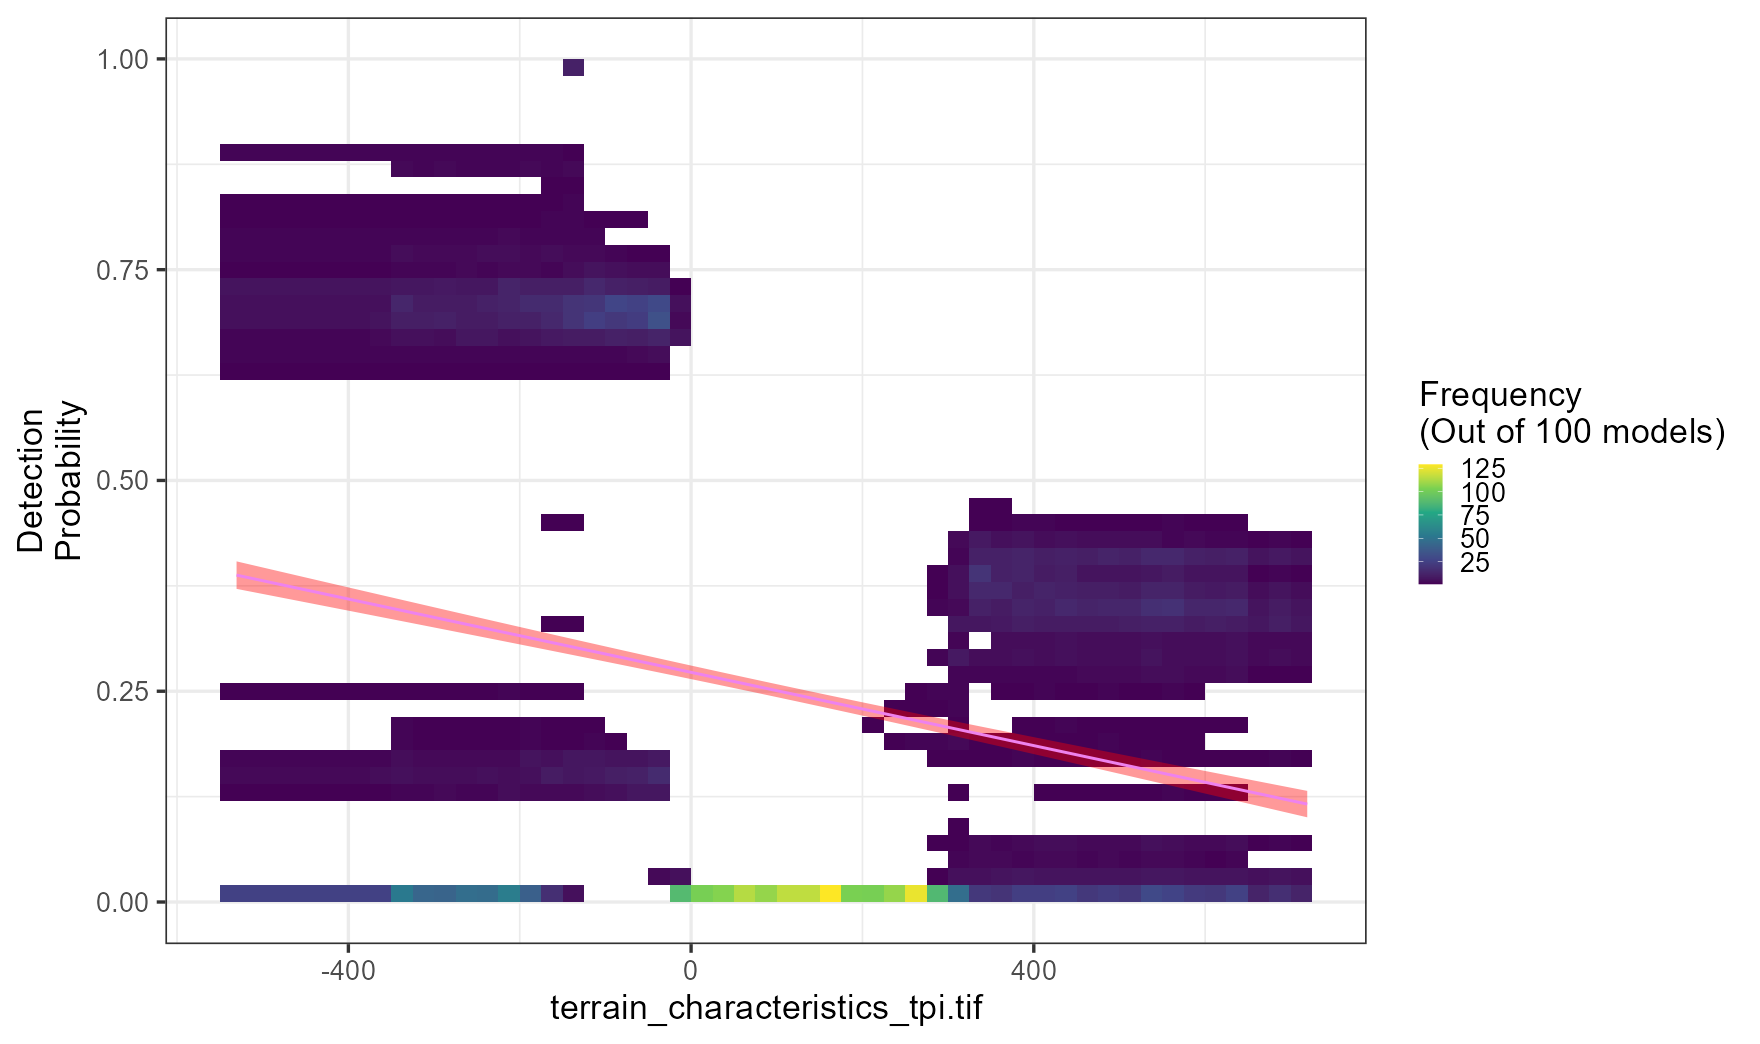 1.00
0.75
0.50
0.25
0.00
Detection
Probability
-400
0
400
terrain_characteristics_tpi.tif
Frequency
(Out of 100 models)
125
100
75
50
25